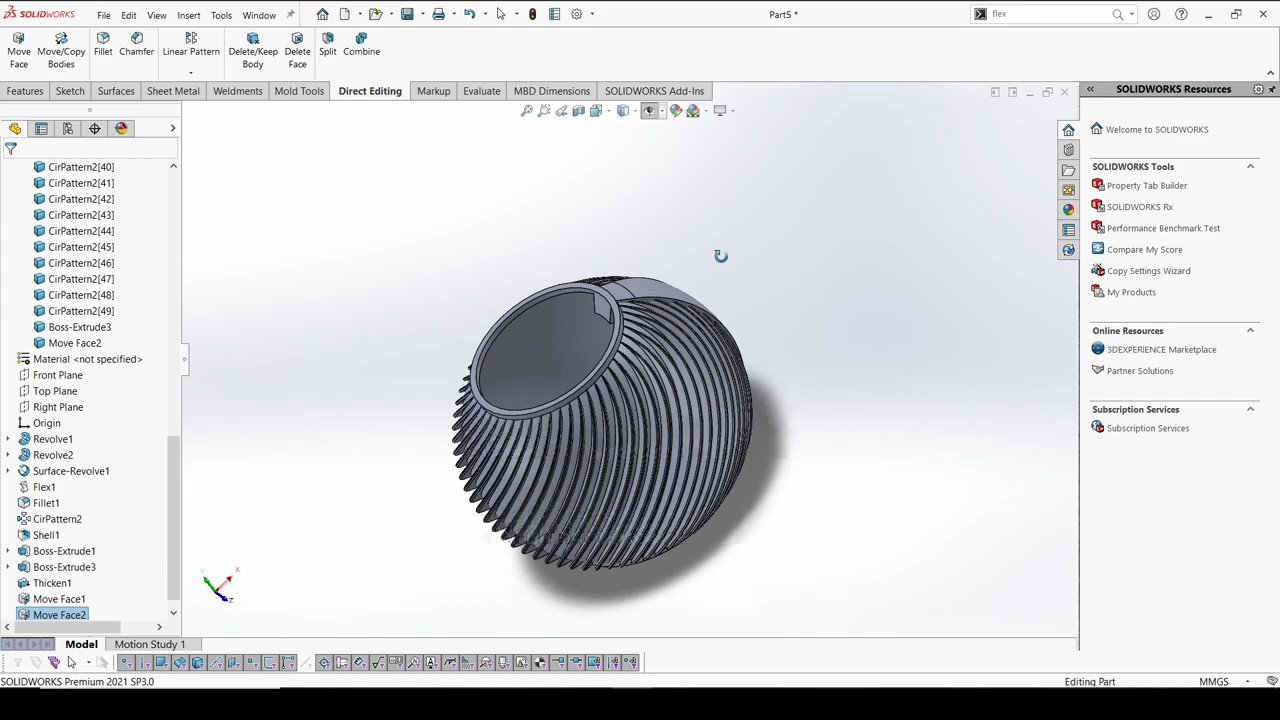 SOLIDWORKS
File
Edit
View
Insert
Tools
Window
Part5 *
flex
Move Face
Move/Copy Bodies
Fillet
Chamfer
Linear Pattern
Delete/Keep Body
Delete Face
Split
Combine
Features
Sketch
Surfaces
Sheet Metal
Weldments
Mold Tools
Direct Editing
Markup
Evaluate
MBD Dimensions
SOLIDWORKS Add-Ins
CirPattern2[40]
CirPattern2[41]
CirPattern2[42]
CirPattern2[43]
CirPattern2[44]
CirPattern2[45]
CirPattern2[46]
CirPattern2[47]
CirPattern2[48]
CirPattern2[49]
Boss-Extrude3
Move Face2
Material <not specified>
Front Plane
Top Plane
Right Plane
Origin
Revolve1
Revolve2
Surface-Revolve1
Flex1
Fillet1
CirPattern2
Shell1
Boss-Extrude1
Boss-Extrude3
Thicken1
Move Face1
Move Face2
Y
X
Z
SOLIDWORKS Resources
Welcome to SOLIDWORKS
SOLIDWORKS Tools
Property Tab Builder
SOLIDWORKS Rx
Performance Benchmark Test
Compare My Score
Copy Settings Wizard
My Products
Online Resources
3DEXPERIENCE Marketplace
Partner Solutions
Subscription Services
Subscription Services
Model
Motion Study 1
SOLIDWORKS Premium 2021 SP3.0
Editing Part
MMGS